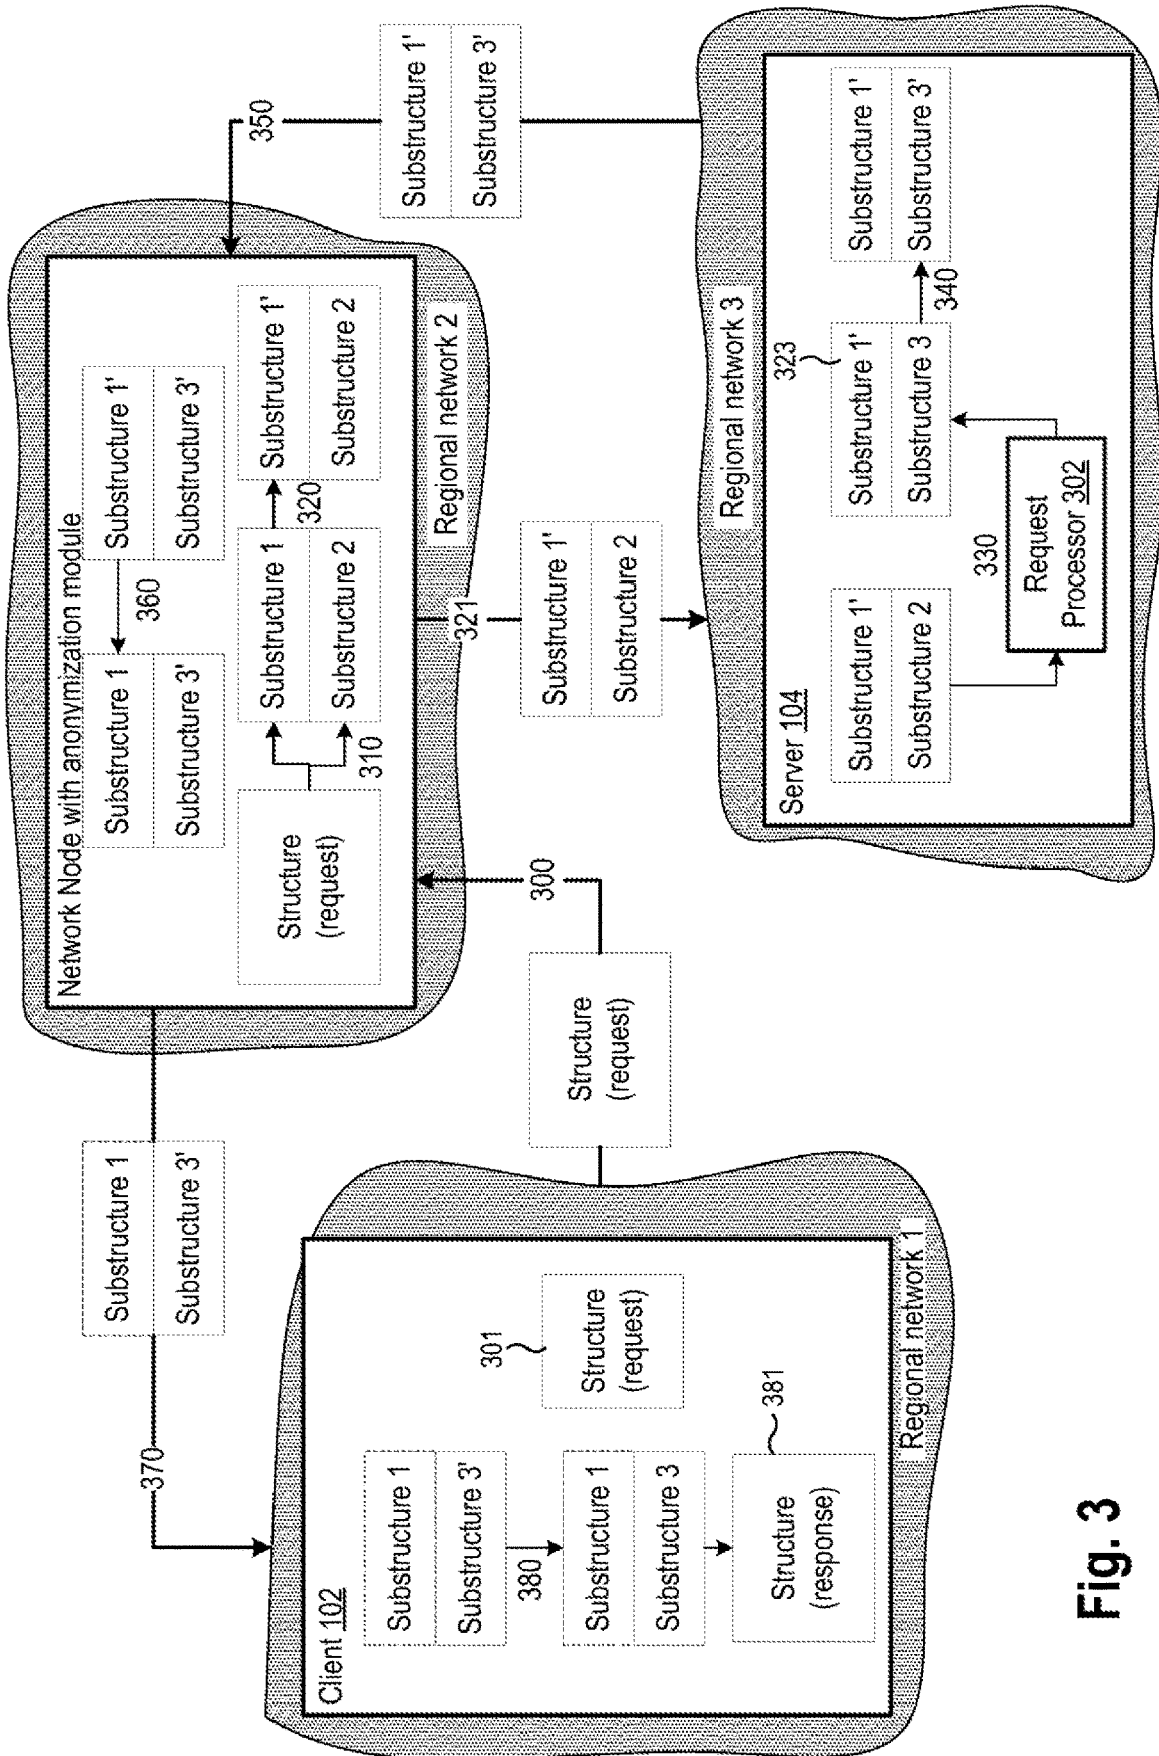 Network Node with anonymization module
Substructure 1
Substructure 3'
360
Substructure 1'
Substructure 3'
Structure
(request)
310
Substructure 1
Substructure 2
320
Substructure 1'
Substructure 2
Regional network 2
370
Substructure 1
Substructure 3'
Structure
(request)
300
321
Substructure 1'
Substructure 2
350
Substructure 1'
Substructure 3'
Client 102
Substructure 1
Substructure 3'
380
Substructure 1
Substructure 3
Structure
(response)
381
301
Structure
(request)
Regional network 1
Regional network 3
Server 104
Substructure 1'
Substructure 2
330
Request
Processor 302
323
Substructure 1'
Substructure 3
340
Substructure 1'
Substructure 3'
Fig. 3